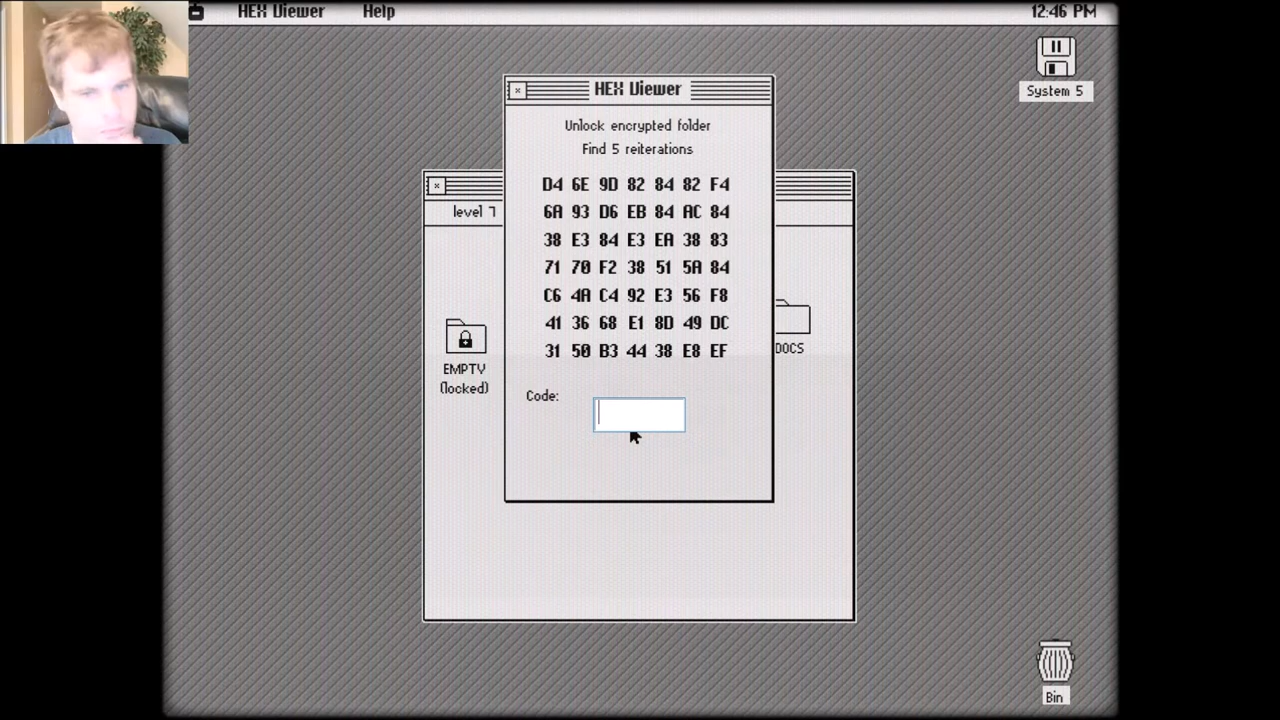 HEX Viewer Help 12:46 PM
System 5
HEX Viewer
Unlock encrypted folder
Find 5 reiterations
D4 6E 9D 82 84 82 F4
6A 93 D6 EB 84 AC 84
38 E3 84 E3 EA 38 83
71 70 F2 38 51 5A 84
C6 4A C4 92 E3 56 F8
41 36 68 E1 8D 49 DC
31 50 B3 44 38 E8 EF
Code:
level 7
EMPTY
(locked)
DOCS
Bin